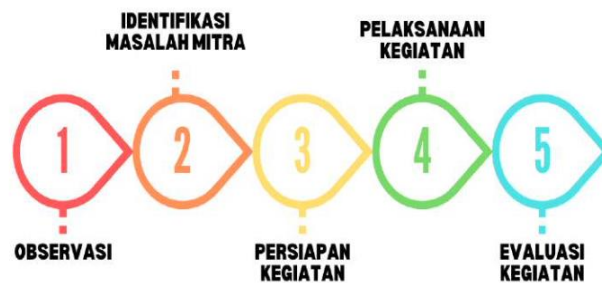 IDENTIFIKASI
MASALAH MITRA
PELAKSANAAN
KEGIATAN
1
2
3
4
5
OBSERVASI
PERSIAPAN
KEGIATAN
EVALUASI
KEGIATAN